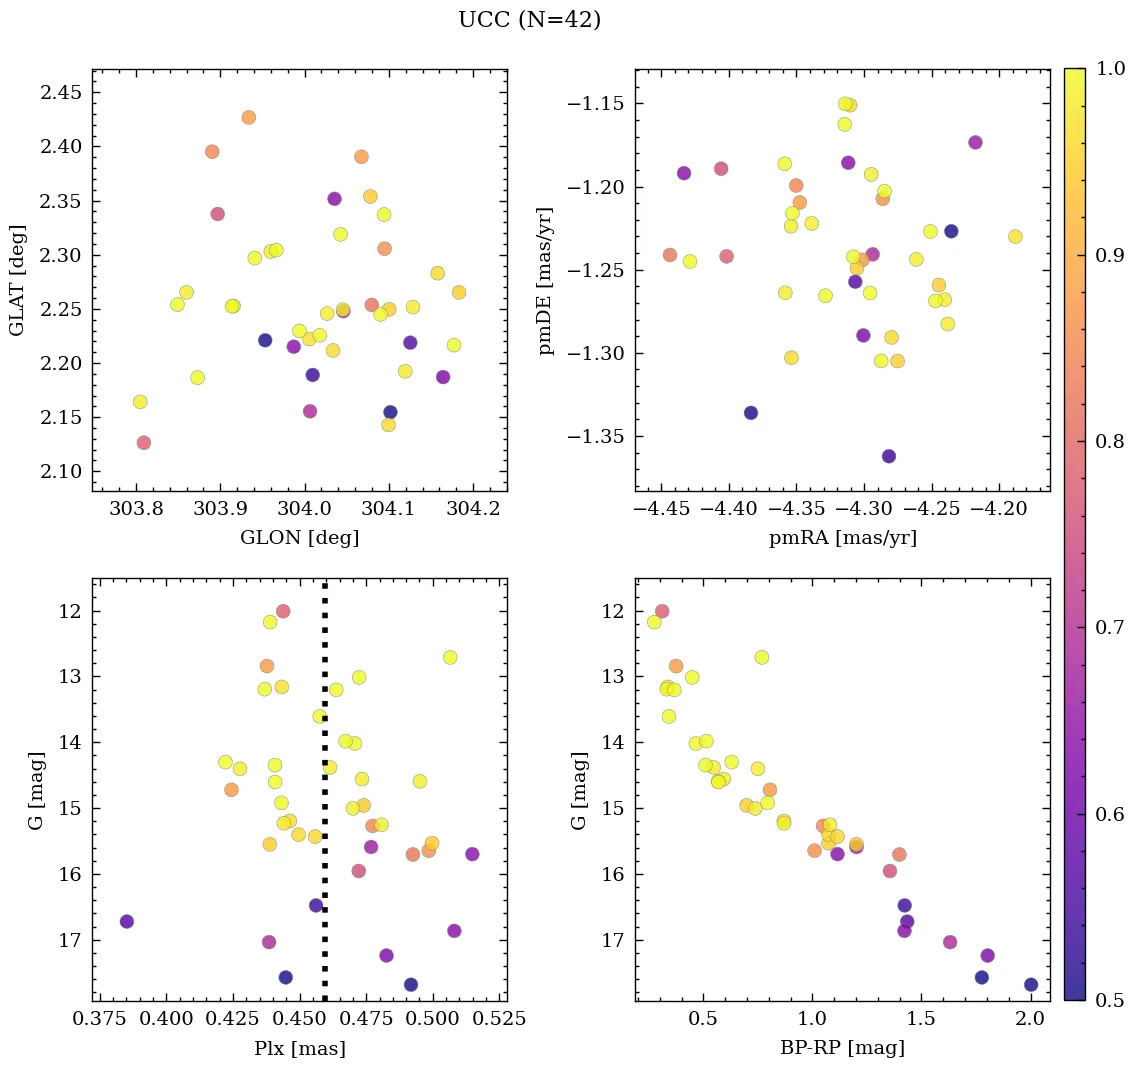 UCC (N=42)
2.45
2.40
2.35
2.30
2.25
2.20
2.15
2.10
GLAT [deg]
303.8 303.9 304.0 304.1 304.2
GLON [deg]
−1.15
−1.20
−1.25
−1.30
−1.35
pmDE [mas/yr]
−4.45 −4.40 −4.35 −4.30 −4.25 −4.20
pmRA [mas/yr]
12
13
14
15
16
17
G [mag]
0.375 0.400 0.425 0.450 0.475 0.500 0.525
Plx [mas]
12
13
14
15
16
17
G [mag]
0.5 1.0 1.5 2.0
BP-RP [mag]
1.0
0.9
0.8
0.7
0.6
0.5